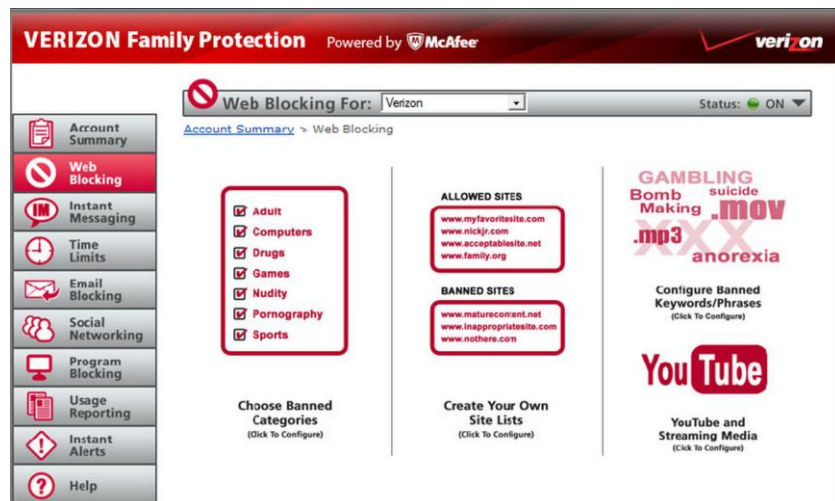 VERIZON Family Protection Powered by McAfee verizon
Web Blocking For: Verizon Status: ON
Account Summary > Web Blocking
Account
Summary
Web
Blocking
IM Instant
Messaging
Time
Limits
Email
Blocking
Social
Networking
Program
Blocking
Usage
Reporting
Instant
Alerts
? Help
Adult
Computers
Drugs
Games
Nudity
Pornography
Sports
Choose Banned
Categories
(Click To Configure)
ALLOWED SITES
www.myfavoritesite.com
www.nickjr.com
www.acceptablesite.net
www.family.org
BANNED SITES
www.maturecontent.net
www.inappropriatesite.com
www.nothere.com
Create Your Own
Site Lists
(Click To Configure)
GAMBLING
Bomb suicide
Making .mov
.mp3 XXX
anorexia
Configure Banned
Keywords/Phrases
(Click To Configure)
YouTube
YouTube and
Streaming Media
(Click To Configure)